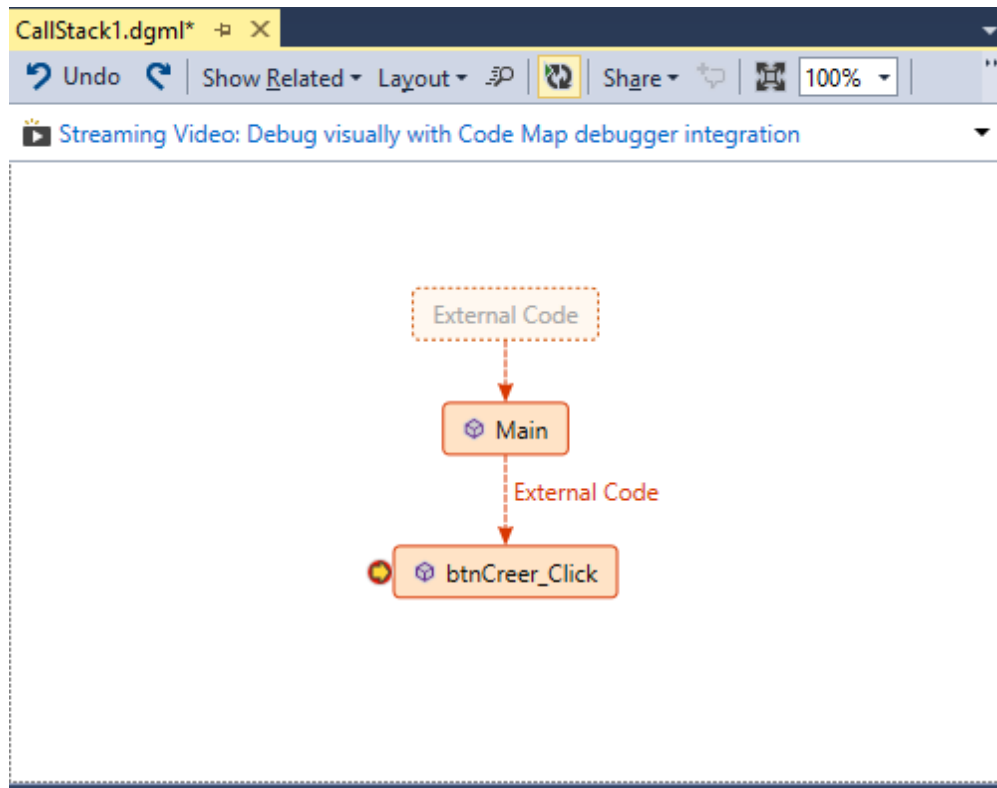 CallStack1.dgml*
Undo Show Related Layout Share 100%
Streaming Video: Debug visually with Code Map debugger integration
External Code
Main
External Code
btnCreer_Click